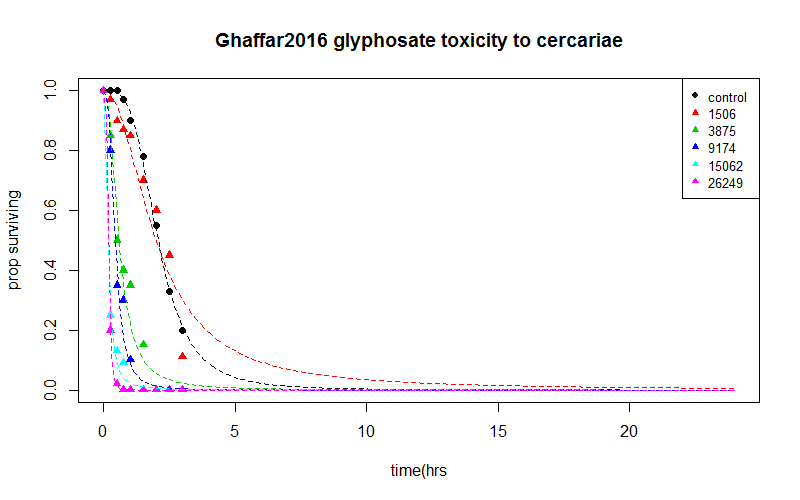 Ghaffar2016 glyphosate toxicity to cercariae
prop surviving
1.0
0.8
0.6
0.4
0.2
0.0
control
1506
3875
9174
15062
26249
0 5 10 15 20
time(hrs